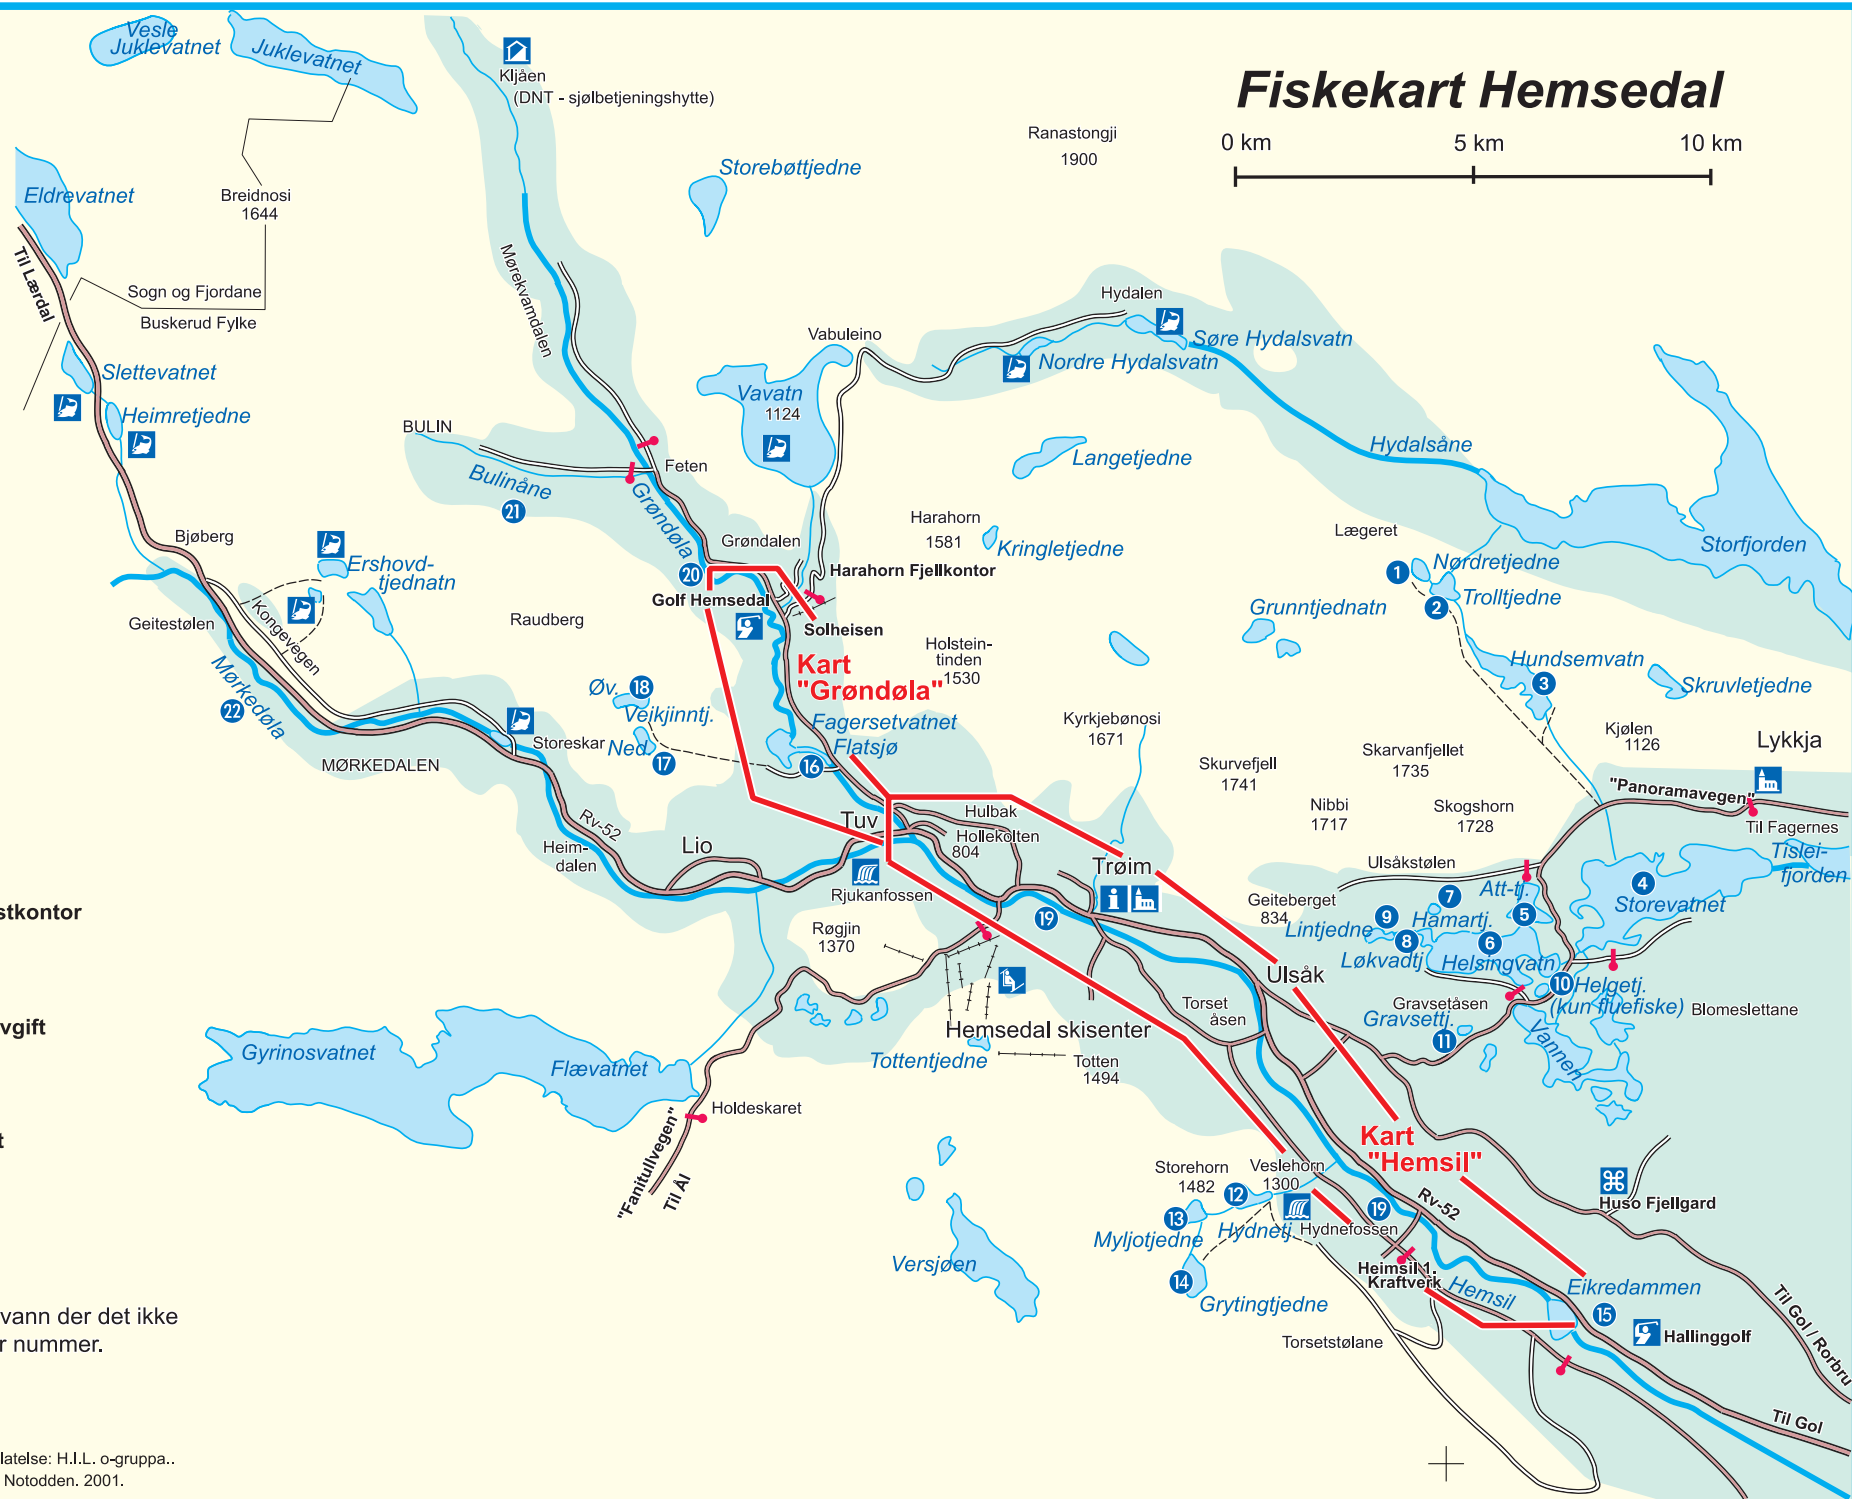 Fiskekart Hemsedal
0 km
5 km
10 km
Vesle
Juklevatnet
Juklevatnet
Kljåen
(DNT - sjølbetjeningshytte)
Ranastongji
1900
Storebøttjedne
Eldrevatnet
Breidnosi
1644
Til Lærdal
Sogn og Fjordane
Buskerud Fylke
Mørekvamdalen
Hydalen
Søre Hydalsvatn
Nordre Hydalsvatn
Vabuleino
Slettevatnet
Heimretjedne
Vavatn
1124
BULIN
Bulinåne
21
Feten
Grøndøla
20
Langetjedne
Hydalsåne
Harahorn
1581
Kringletjedne
Lægeret
Storfjorden
Bjøberg
Ershovd-
tjednatn
Grøndalen
Harahorn Fjellkontor
Golf Hemsedal
Solheisen
1
Nørdretjedne
2
Trolltjedne
Grunntjednatn
Geitestølen
Kongevegen
Raudberg
Holstein-
tinden
1530
Kart
"Grøndøla"
Hundsemvatn
3
Skruvletjedne
Mørkedøla
22
Øv.
18
Veikjinntj.
Ned.
17
Fagersetvatnet
Flatsjø
16
Kyrkjebønosi
1671
Storeskar
MØRKEDALEN
Skurvefjell
1741
Skarvanfjellet
1735
Kjølen
1126
Lykkja
Nibbi
1717
Skogshorn
1728
"Panoramavegen"
Til Fagernes
Tislei-
fjorden
Rv-52
Heim-
dalen
Lio
Tuv
Hulbak
Hollekolten
804
Rjukanfossen
Trøim
19
Ulsåkstølen
Geiteberget
834
Att-tj.
5
7
Hamartj.
9
Lintjedne
8
Løkvadtj
6
Helsingvatn
4
Storevatnet
10
Helgetj.
(kun fluefiske)
Blomeslettane
Gravsetåsen
Gravsettj.
11
Vannen
stkontor
Røgjin
1370
Ulsåk
Torset
åsen
Hemsedal skisenter
Tottentjedne
Totten
1494
vgift
Gyrinosvatnet
Flævatnet
Holdeskaret
"Fanitullvegen"
Til Ål
t
Kart
"Hemsil"
Storehorn
1482
Veslehorn
1300
12
13
Myljotjedne
Hydnetj
Hydnefossen
14
Grytingtjedne
19
Rv-52
Huso Fjellgard
Versjøen
Heimsil 1.
Kraftverk
Hemsil
Eikredammen
15
Hallinggolf
Torsetstølane
Til Gol / Rorbru
Til Gol
vann der det ikke
r nummer.
latelse: H.I.L. o-gruppa..
Notodden. 2001.